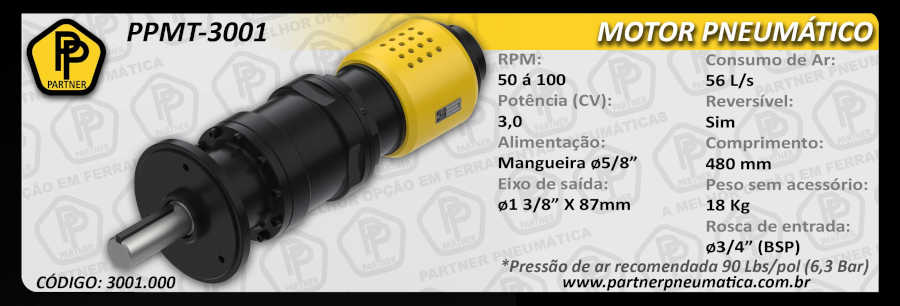 PPMT-3001
MOTOR PNEUMÁTICO
PP
PARTNER
RPM:
50 á 100
Potência (CV):
3,0
Alimentação:
Mangueira ø5/8”
Eixo de saída:
ø1 3/8” X 87mm
Consumo de Ar:
56 L/s
Reversível:
Sim
Comprimento:
480 mm
Peso sem acessório:
18 Kg
Rosca de entrada:
ø3/4” (BSP)
*Pressão de ar recomendada 90 Lbs/pol (6,3 Bar)
CÓDIGO: 3001.000
www.partnerpneumatica.com.br